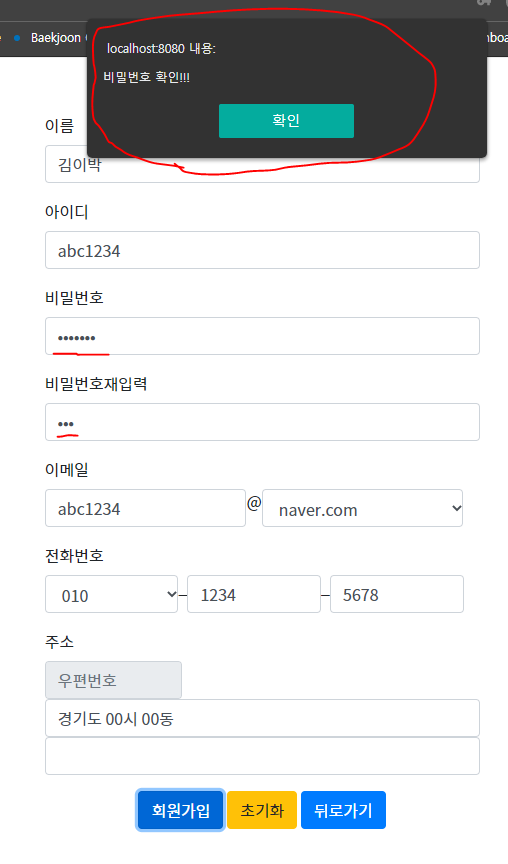 Baekjoon
localhost:8080 내용:
비밀번호 확인!!!
확인
이름
김이박
아이디
abc1234
비밀번호
•••••••
비밀번호재입력
•••
이메일
abc1234 @ naver.com
전화번호
010 – 1234 – 5678
주소
우편번호
경기도 00시 00동
회원가입 초기화 뒤로가기